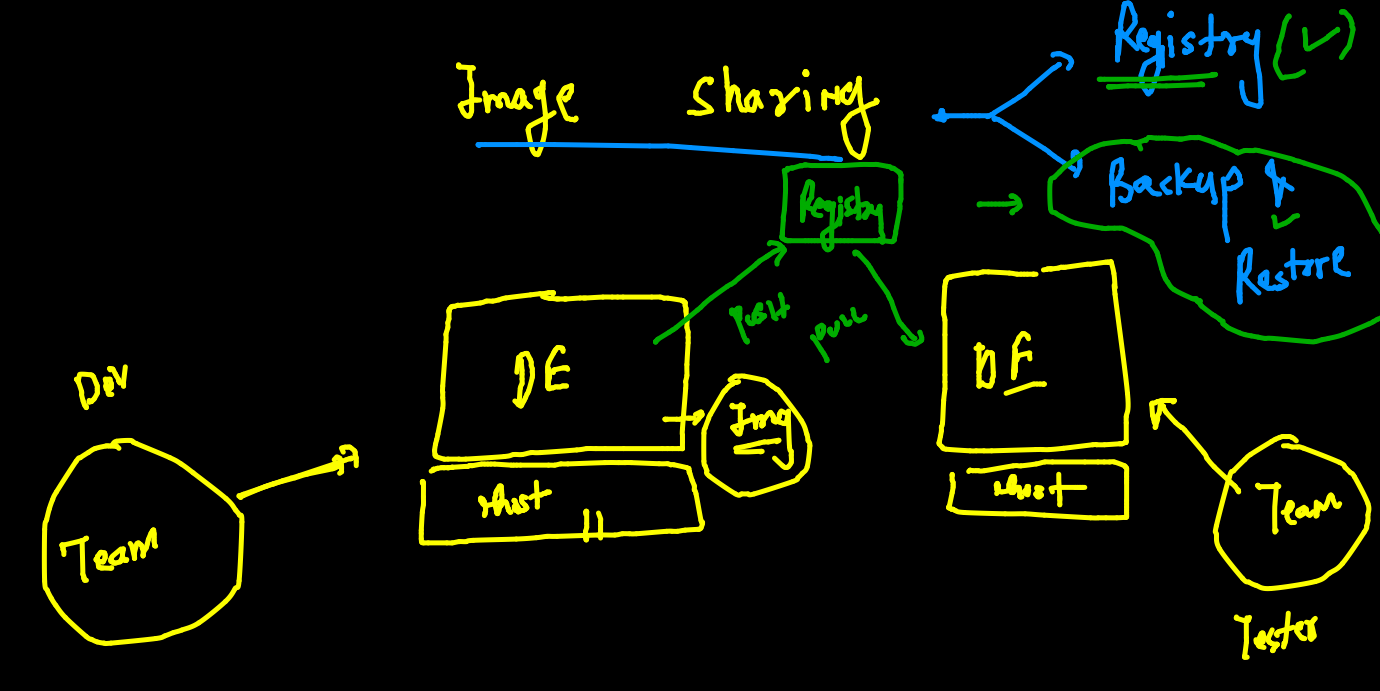 Registry (✓)
Image Sharing
Backup &
Registry
Restore
PUSH
PULL
DE
DE
Dev
Img
Host
Host
Team
Team
Tester